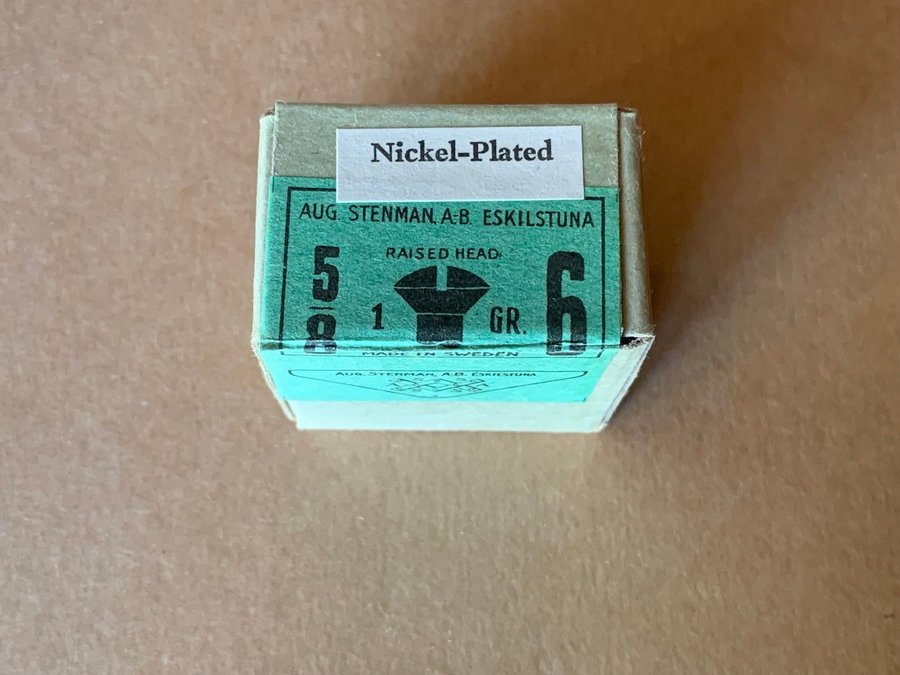 Nickel-Plated
AUG. STENMAN, A-B. ESKILSTUNA
RAISED HEAD.
5/8 1 GR. 6
MADE IN SWEDEN
AUG. STENMAN, A.B. ESKILSTUNA.